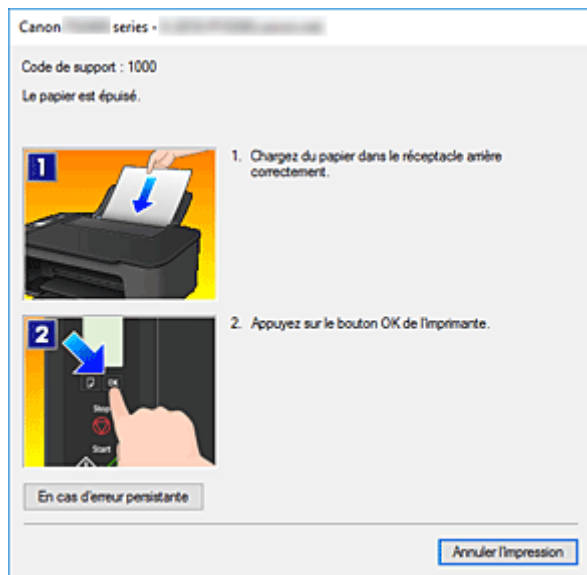 Canon series -
Code de support : 1000
Le papier est épuisé.
1
1. Chargez du papier dans le réceptacle arrière
correctement.
2
2. Appuyez sur le bouton OK de l'imprimante.
OK
Stop
Start
En cas d'erreur persistante
Annuler l'impression